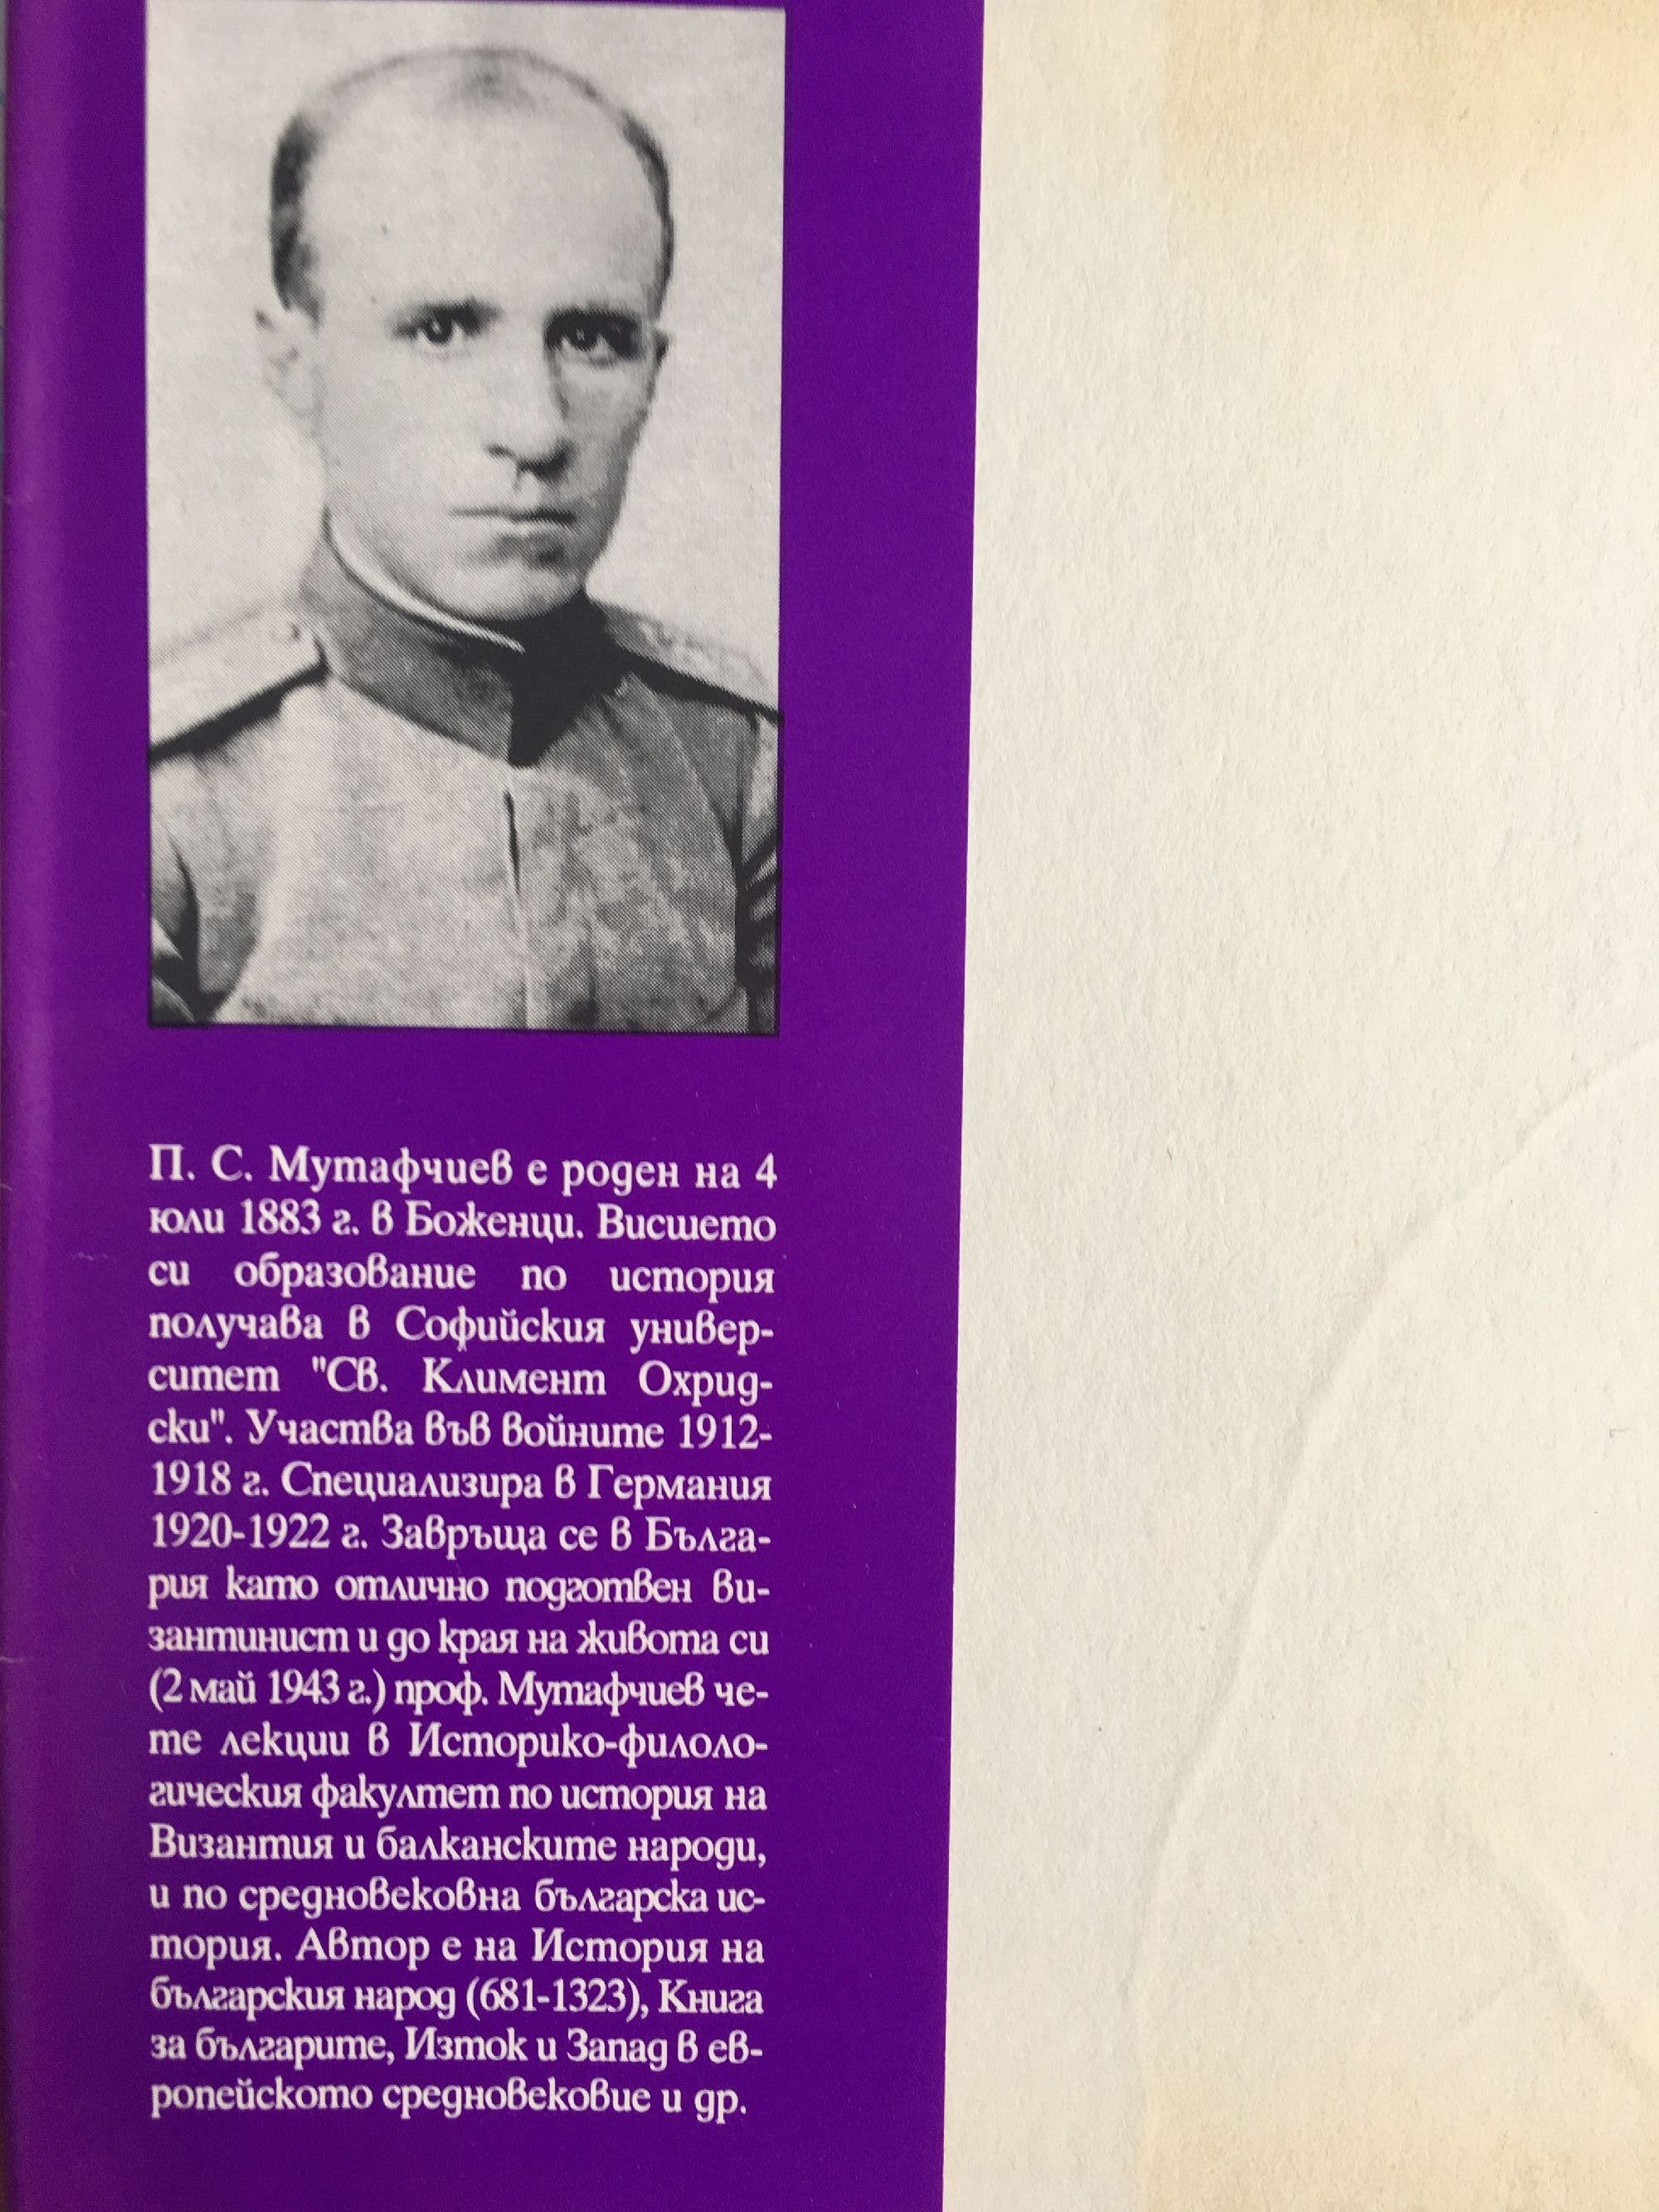 П. С. Мутафчиев е роден на 4
юли 1883 г. в Боженци. Висшето
си образование по история
получава в Софийския универ-
ситет "Св. Климент Охрид-
ски". Участва във войните 1912-
1918 г. Специализира в Германия
1920-1922 г. Завръща се в Бълга-
рия като отлично подготвен ви-
зантинист и до края на живота си
(2 май 1943 г.) проф. Мутафчиев че-
те лекции в Историко-филоло-
гическия факултет по история на
Византия и балканските народи,
и по средновековна българска ис-
тория. Автор е на История на
българския народ (681-1323), Книга
за българите, Изток и Запад в ев-
ропейското средновековие и др.